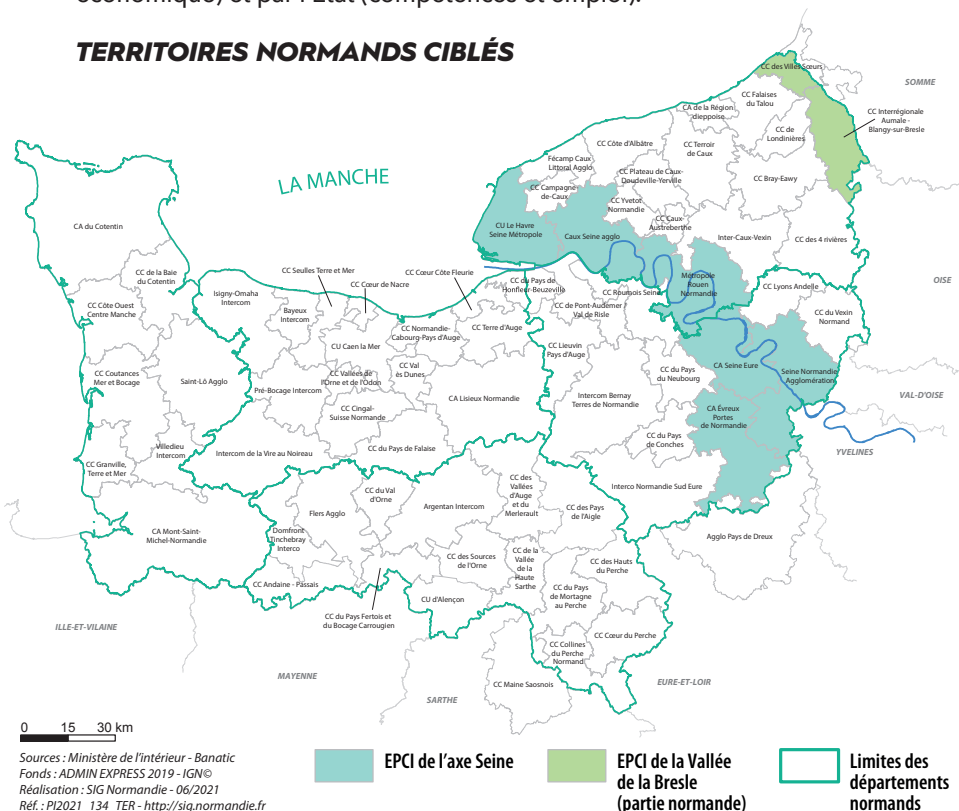 économique) et par l'État (compétences et emploi).
TERRITOIRES NORMANDS CIBLÉS
SOMME
CC des Villes Sœurs
CC Falaises
du Talou
CC Interrégionale
Aumale -
Blangy-sur-Bresle
CA de la Région
dieppoise
CC de
Londinières
CC Côte d'Albâtre
CC Terroir
de Caux
Fécamp Caux
Littoral Agglo
CC Plateau de Caux-
Doudeville-Yerville
CC Bray-Eawy
LA MANCHE
CC Campagne-
de-Caux
CC Yvetot
Normandie
CC Caux-
Austreberthe
CA du Cotentin
CU Le Havre
Seine Métropole
Caux Seine agglo
Inter-Caux-Vexin
CC des 4 rivières
OISE
CC de la Baie
du Cotentin
CC Seulles Terre et Mer
CC Cœur de Nacre
CC Cœur Côte Fleurie
CC du Pays de
Honfleur-Beuzeville
CC Roumois Seine
Métropole
Rouen
Normandie
CC Lyons Andelle
Isigny-Omaha
Intercom
CC Côte Ouest
Centre Manche
Bayeux
Intercom
CC de Pont-Audemer /
Val de Risle
CC du Vexin
Normand
CC Normandie-
Cabourg-Pays d'Auge
CC Terre d'Auge
CU Caen la Mer
CC Lieuvin
Pays d'Auge
CC Coutances
Mer et Bocage
Saint-Lô Agglo
CC Vallées de
l'Orne et de l'Odon
CC Val
ès Dunes
CA Seine Eure
Seine Normandie
Agglomération
CC du Pays
du Neubourg
Pré-Bocage Intercom
CA Lisieux Normandie
Intercom Bernay
Terres de Normandie
VAL-D'OISE
CC Cingal-
Suisse Normande
CA Évreux
Portes
de Normandie
Villedieu
Intercom
Intercom de la Vire au Noireau
CC du Pays de Falaise
CC du Pays
de Conches
YVELINES
CC Granville,
Terre et Mer
CC des
Vallées
d'Auge
et du
Merlerault
CC du Val
d'Orne
Interco Normandie Sud Eure
Flers Agglo
Argentan Intercom
CC des Pays
de l'Aigle
CA Mont-Saint-
Michel-Normandie
Domfront
Tinchebray
Interco
Agglo Pays de Dreux
CC des Sources
de l'Orne
CC de la
Vallée
de la
Haute
Sarthe
CC des Hauts
du Perche
CC Andaine - Passais
CU d'Alençon
CC du Pays
de Mortagne
au Perche
CC du Pays Fertois et
du Bocage Carrougien
ILLE-ET-VILAINE
CC Cœur du Perche
CC Collines
du Perche
Normand
MAYENNE
CC Maine Saosnois
EURE-ET-LOIR
SARTHE
0 15 30 km
Sources : Ministère de l'intérieur - Banatic
Fonds : ADMIN EXPRESS 2019 - IGN©
Réalisation : SIG Normandie - 06/2021
Réf. : PI2021_134_TER - http://sig.normandie.fr
EPCI de l'axe Seine
EPCI de la Vallée
de la Bresle
(partie normande)
Limites des
départements
normands